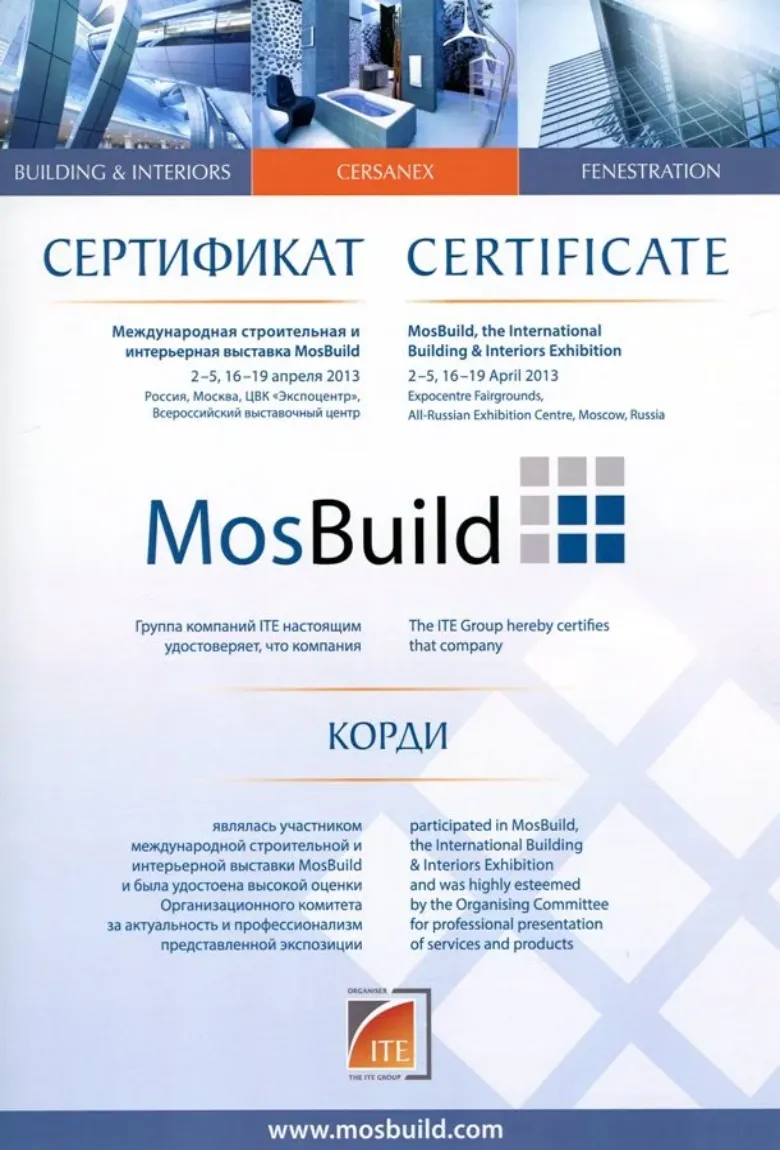 BUILDING & INTERIORS
CERSANEX
FENESTRATION
СЕРТИФИКАТ
Международная строительная и
интерьерная выставка MosBuild
2–5, 16–19 апреля 2013
Россия, Москва, ЦВК «Экспоцентр»,
Всероссийский выставочный центр
CERTIFICATE
MosBuild, the International
Building & Interiors Exhibition
2–5, 16–19 April 2013
Expocentre Fairgrounds,
All-Russian Exhibition Centre, Moscow, Russia
MosBuild
Группа компаний ITE настоящим
удостоверяет, что компания
The ITE Group hereby certifies
that company
КОРДИ
являлась участником
международной строительной и
интерьерной выставки MosBuild
и была удостоена высокой оценки
Организационного комитета
за актуальность и профессионализм
представленной экспозиции
participated in MosBuild,
the International Building
& Interiors Exhibition
and was highly esteemed
by the Organising Committee
for professional presentation
of services and products
ORGANISER
ITE
THE ITE GROUP
www.mosbuild.com